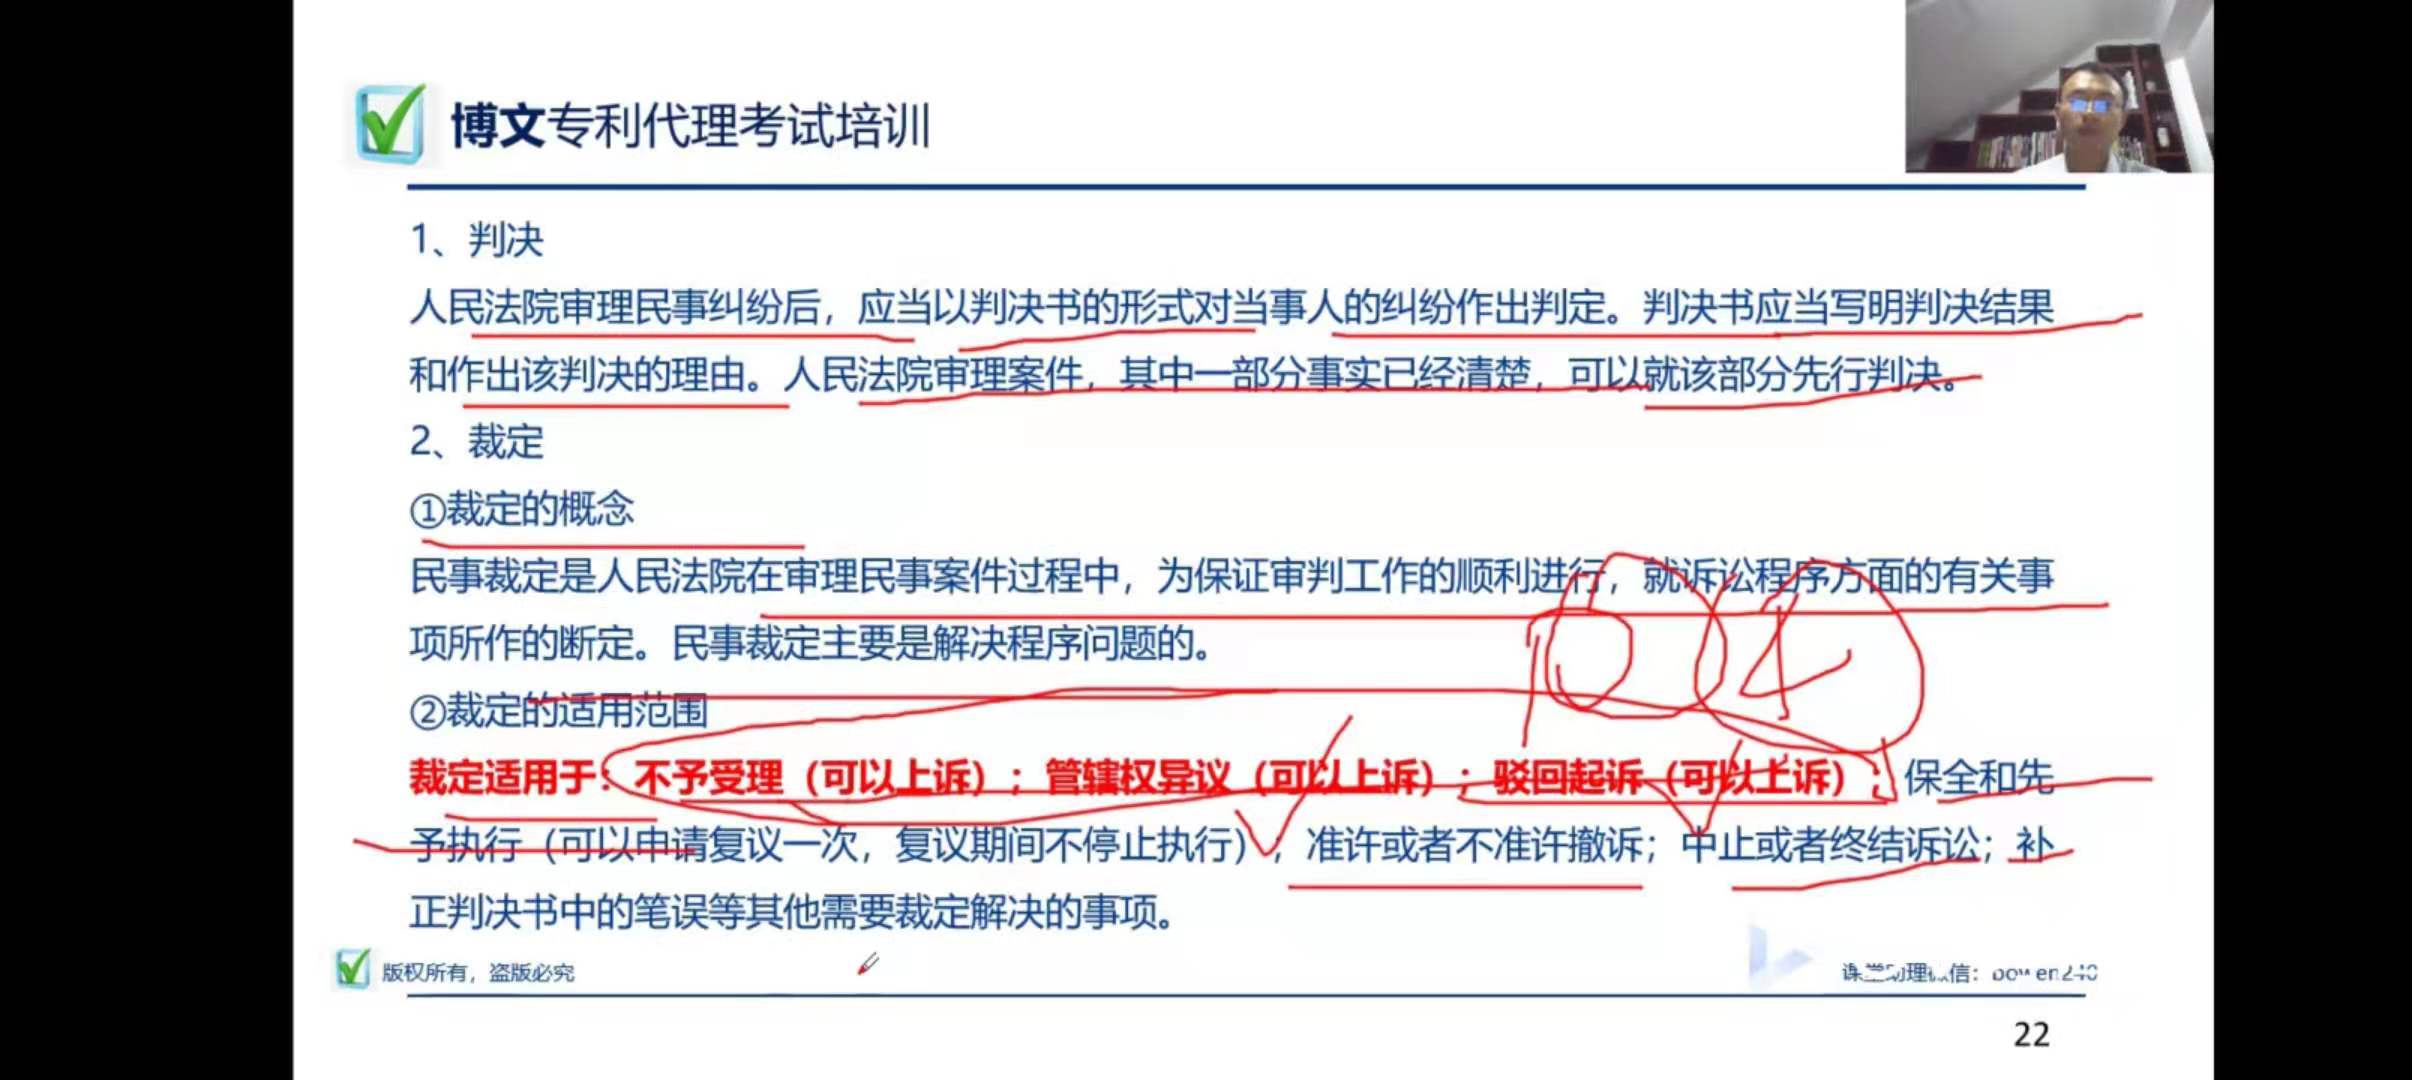 博文专利代理考试培训
1、判决
人民法院审理民事纠纷后，应当以判决书的形式对当事人的纠纷作出判定。判决书应当写明判决结果
和作出该判决的理由。人民法院审理案件，其中一部分事实已经清楚，可以就该部分先行判决。
2、裁定
①裁定的概念
民事裁定是人民法院在审理民事案件过程中，为保证审判工作的顺利进行，就诉讼程序方面的有关事
项所作的断定。民事裁定主要是解决程序问题的。
②裁定的适用范围
裁定适用于：不予受理（可以上诉）；管辖权异议（可以上诉）；驳回起诉（可以上诉）；保全和先
予执行（可以申请复议一次，复议期间不停止执行），准许或者不准许撤诉；中止或者终结诉讼；补
正判决书中的笔误等其他需要裁定解决的事项。
版权所有，盗版必究
课堂助理微信：bowen240
22